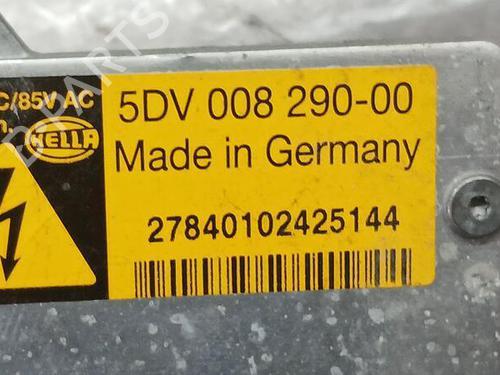 C/85V AC
HELLA
5DV 008 290-00
Made in Germany
27840102425144